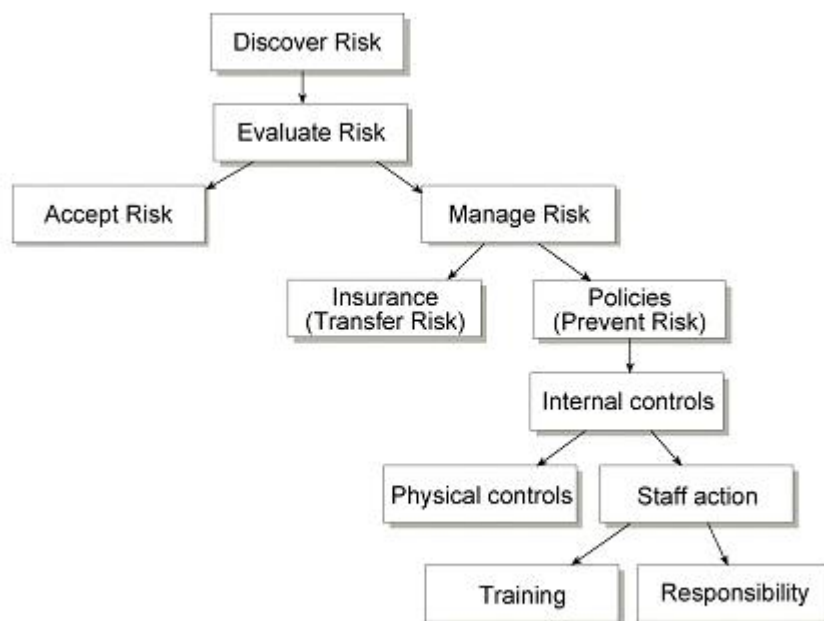 Discover Risk
Evaluate Risk
Accept Risk
Manage Risk
Insurance
(Transfer Risk)
Policies
(Prevent Risk)
Internal controls
Physical controls
Staff action
Training
Responsibility